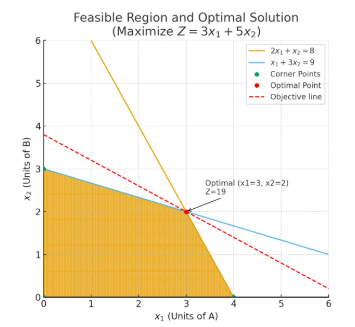 Feasible Region and Optimal Solution
(Maximize Z = 3x₁ + 5x₂)
2x₁ + x₂ = 8
x₁ + 3x₂ = 9
Corner Points
Optimal Point
Objective line
6
5
4
3
2
1
0
x₂ (Units of B)
Optimal (x1=3, x2=2)
Z=19
0
1
2
3
4
5
6
x₁ (Units of A)